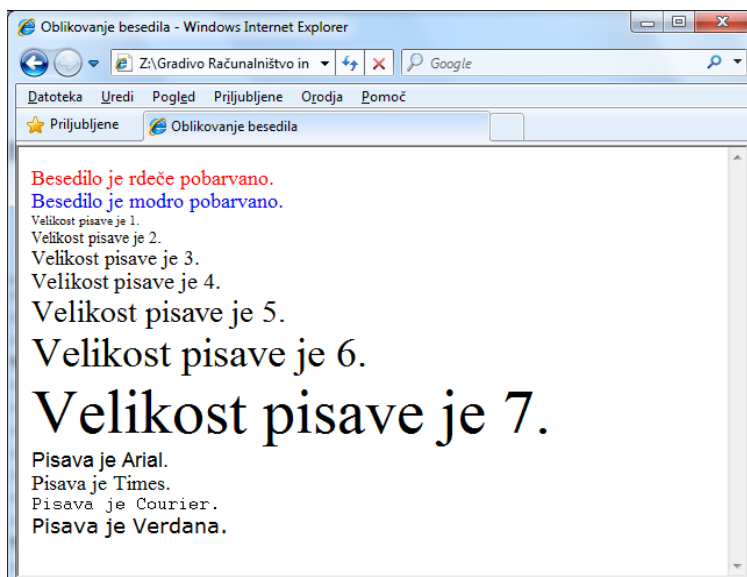 Oblikovanje besedila - Windows Internet Explorer
Z:\Gradivo Računalništvo in
Google
Datoteka Uredi Pogled Priljubljene Orodja Pomoč
Priljubljene
Oblikovanje besedila
Besedilo je rdeče pobarvano.
Besedilo je modro pobarvano.
Velikost pisave je 1.
Velikost pisave je 2.
Velikost pisave je 3.
Velikost pisave je 4.
Velikost pisave je 5.
Velikost pisave je 6.
Velikost pisave je 7.
Pisava je Arial.
Pisava je Times.
Pisava je Courier.
Pisava je Verdana.